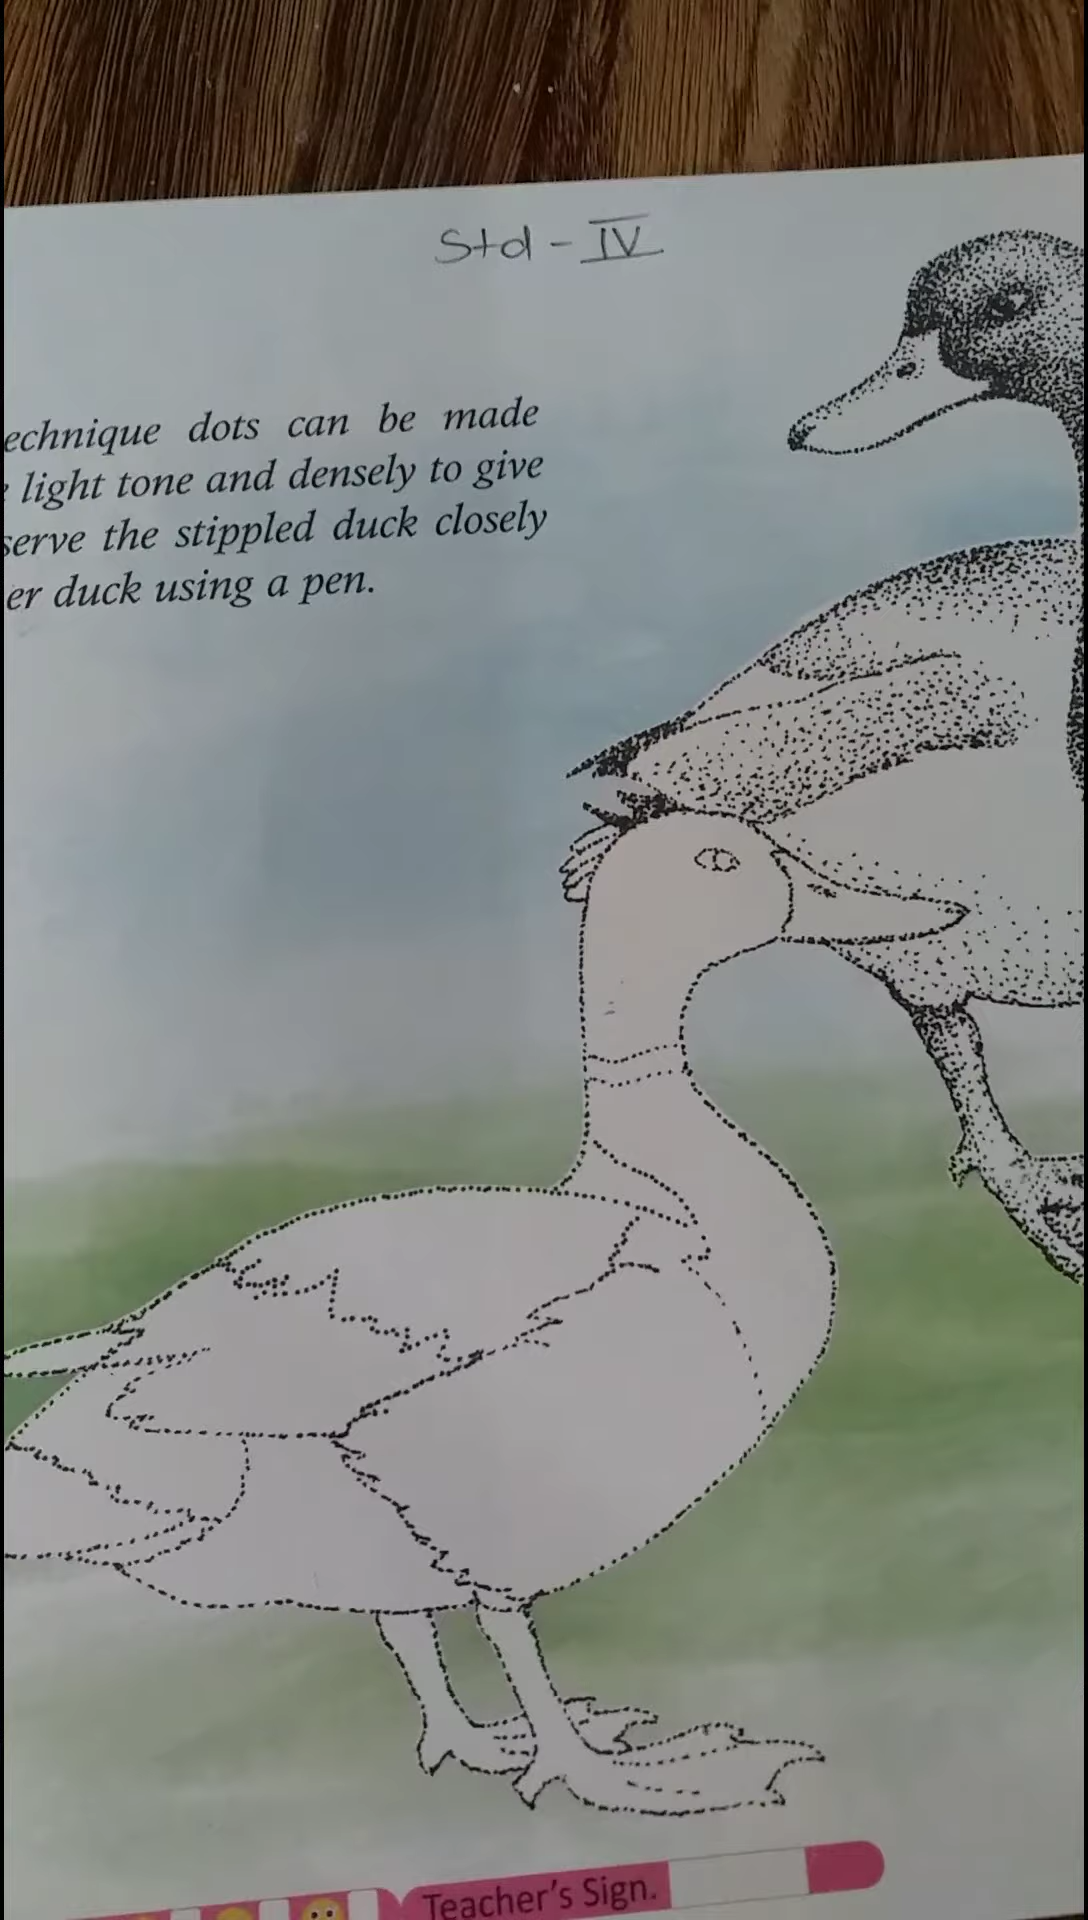 Std - IV
echnique dots can be made
light tone and densely to give
serve the stippled duck closely
er duck using a pen.
Teacher's Sign.